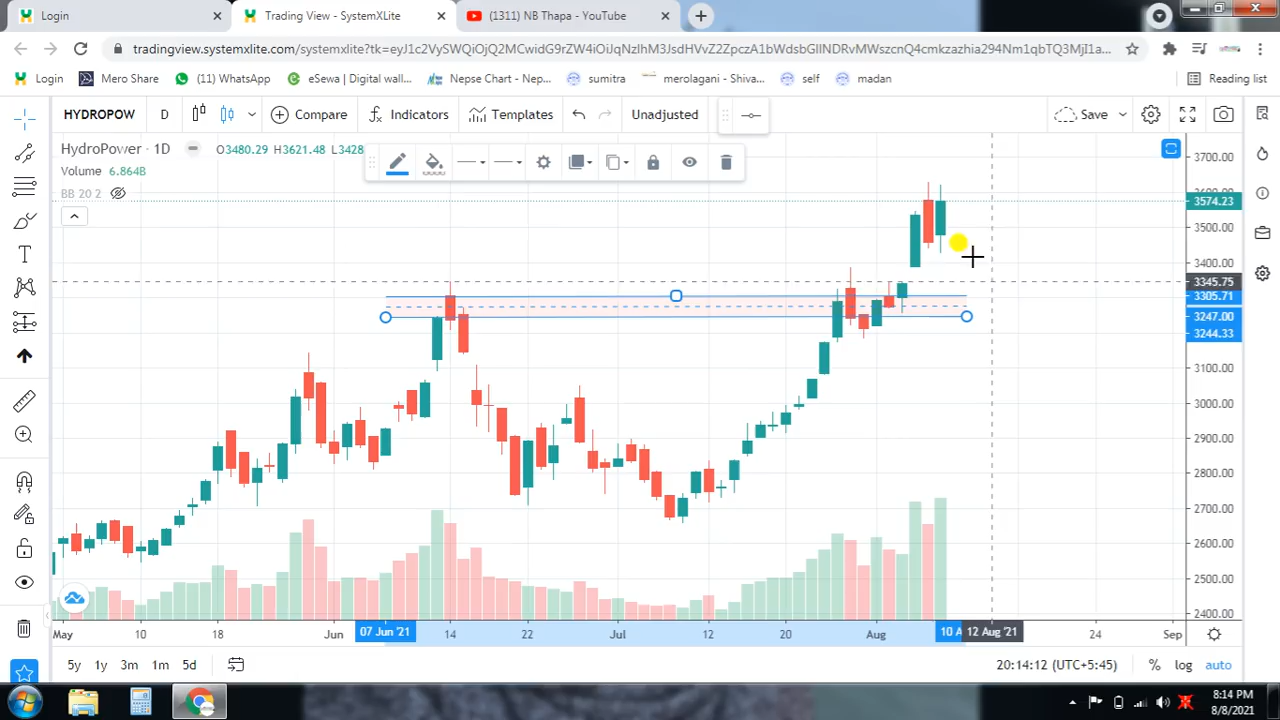 Login
Trading View - SystemXLite
(1311) NB Thapa - YouTube
Login
Mero Share
(11) WhatsApp
eSewa | Digital wall...
Nepse Chart - Nep...
sumitra
merolagani - Shiva...
self
madan
Reading list
HYDROPOW
D
Compare
Indicators
Templates
Unadjusted
Save
HydroPower · 1D
O3480.29 H3621.48 L3428
Volume 6.864B
BB 20 2
3700.00
3574.23
3500.00
3400.00
3345.75
3305.71
3247.00
3244.33
3100.00
3000.00
2900.00
2800.00
2700.00
2600.00
2500.00
2400.00
May
10
18
Jun
07 Jun '21
14
22
Jul
12
20
Aug
10 A
12 Aug '21
24
Sep
5y
1y
3m
1m
5d
20:14:12 (UTC+5:45)
%
log
auto
8:14 PM
8/8/2021